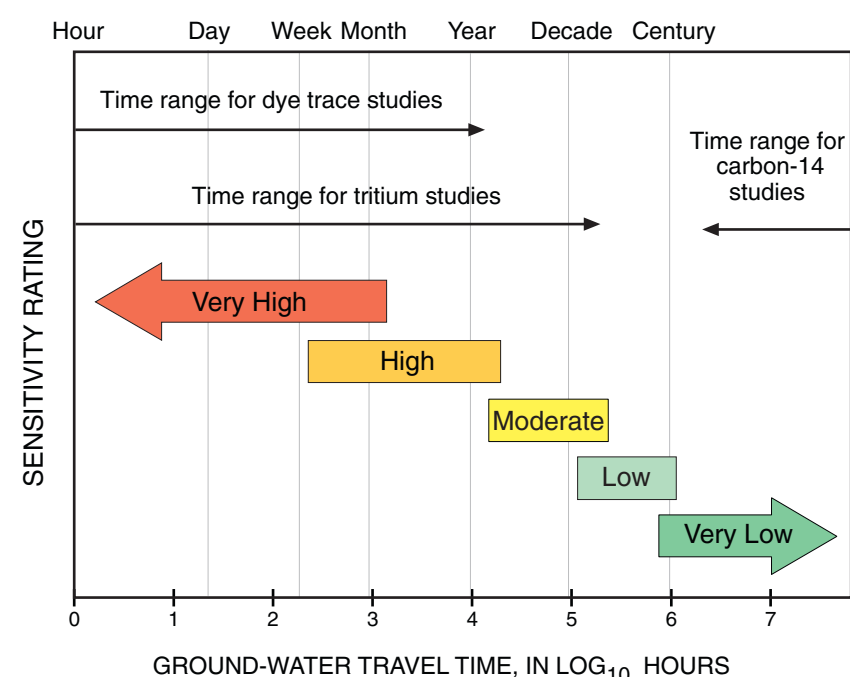 Hour Day Week Month Year Decade Century
Time range for dye trace studies
Time range for
carbon-14
studies
Time range for tritium studies
SENSITIVITY RATING
Very High
High
Moderate
Low
Very Low
0 1 2 3 4 5 6 7
GROUND-WATER TRAVEL TIME, IN LOG10 HOURS